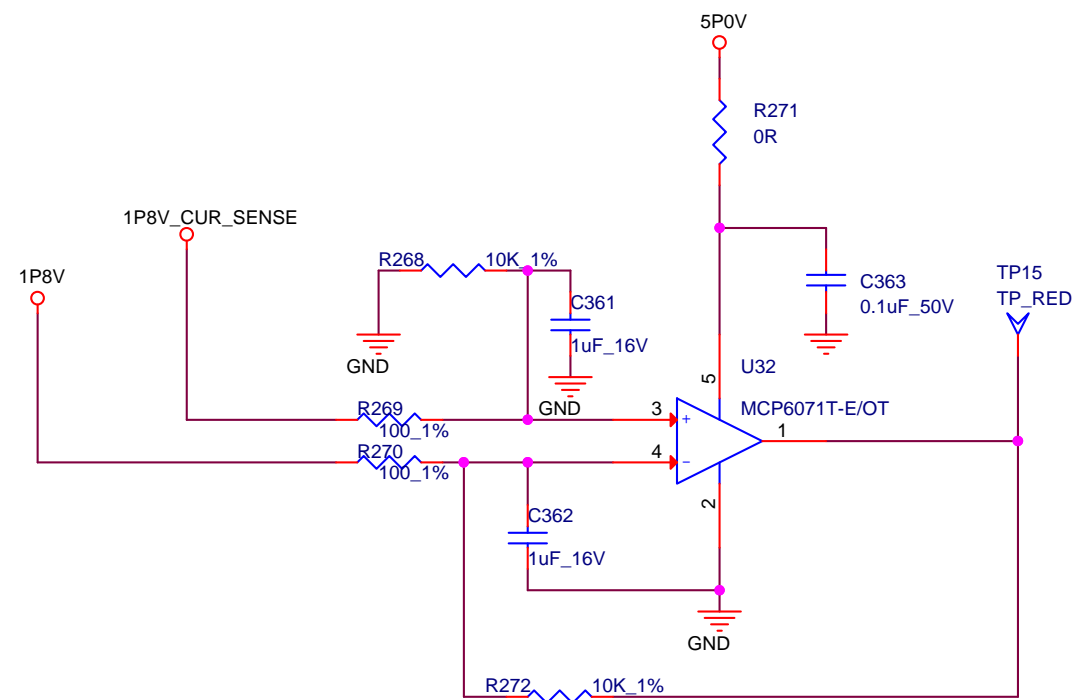 5P0V
R271
0R
1P8V_CUR_SENSE
R268
10K_1%
1P8V
TP15
TP_RED
C361
C363
0.1uF_50V
1uF_16V
GND
U32
5
R269
GND
3
+
MCP6071T-E/OT
100_1%
1
R270
4
−
100_1%
2
C362
1uF_16V
GND
R272
10K_1%